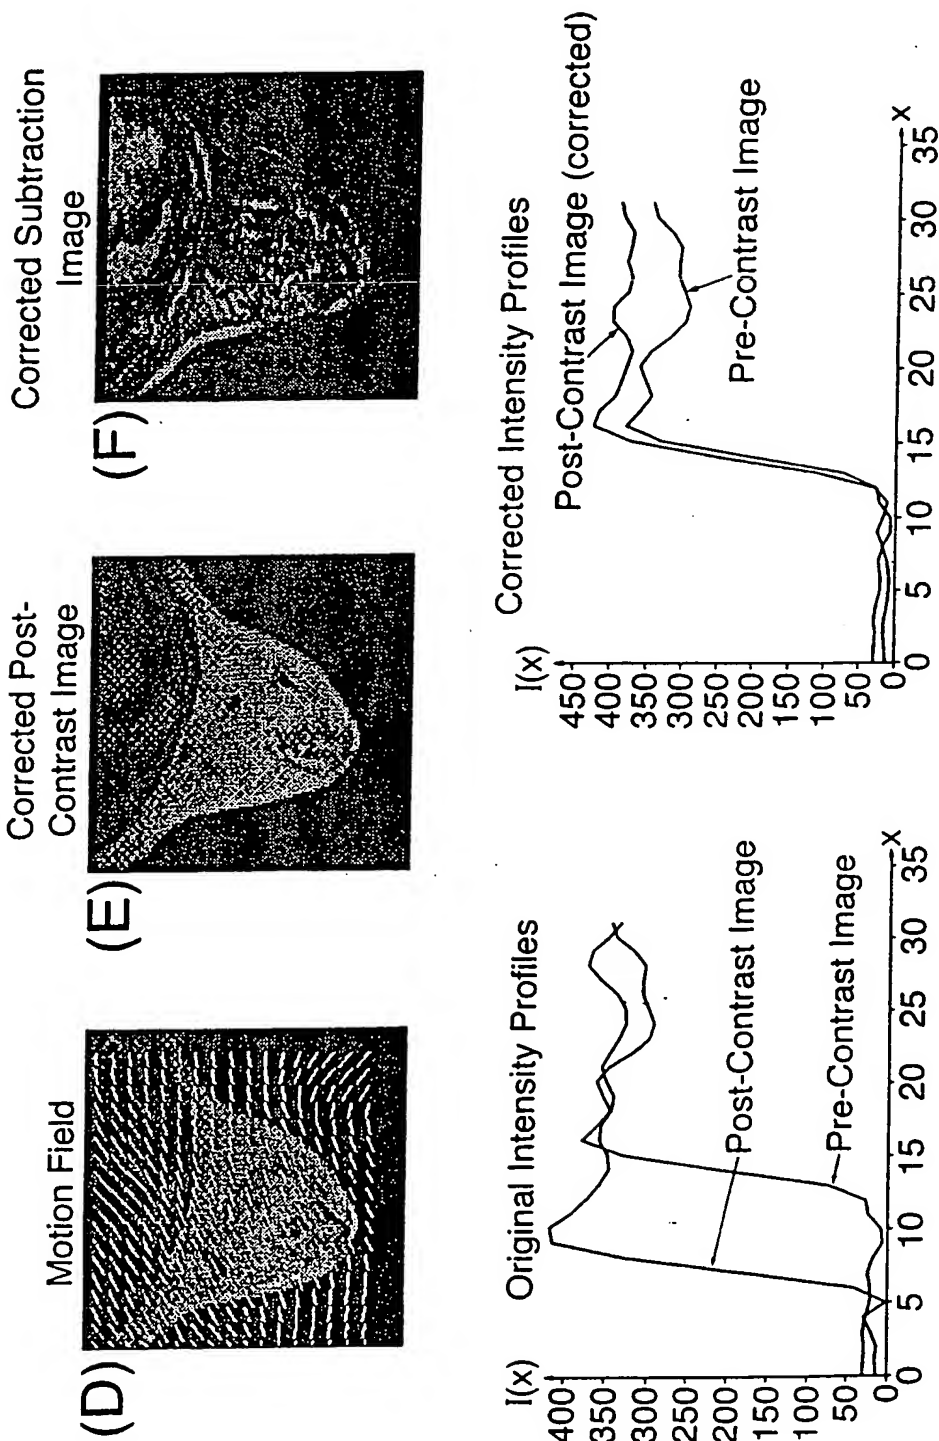 (D)
Motion Field
(E)
Corrected Post-
Contrast Image
(F)
Corrected Subtraction
Image
Original Intensity Profiles
I(x)
400
350
300
250
200
150
100
50
0
0
5
10
15
20
25
30
35
x
Post-Contrast Image
Pre-Contrast Image
Corrected Intensity Profiles
I(x)
450
400
350
300
250
200
150
100
50
0
0
5
10
15
20
25
30
35
x
Post-Contrast Image (corrected)
Pre-Contrast Image